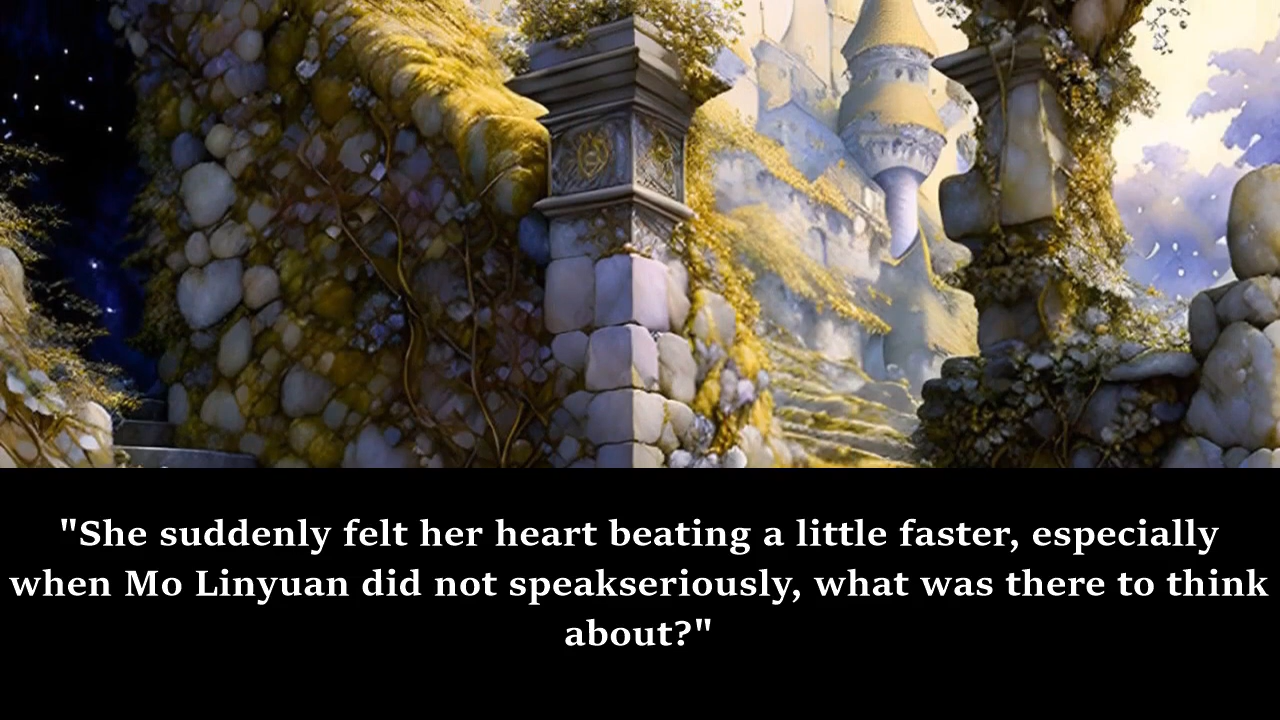 "She suddenly felt her heart beating a little faster, especially
when Mo Linyuan did not speakseriously, what was there to think
about?"